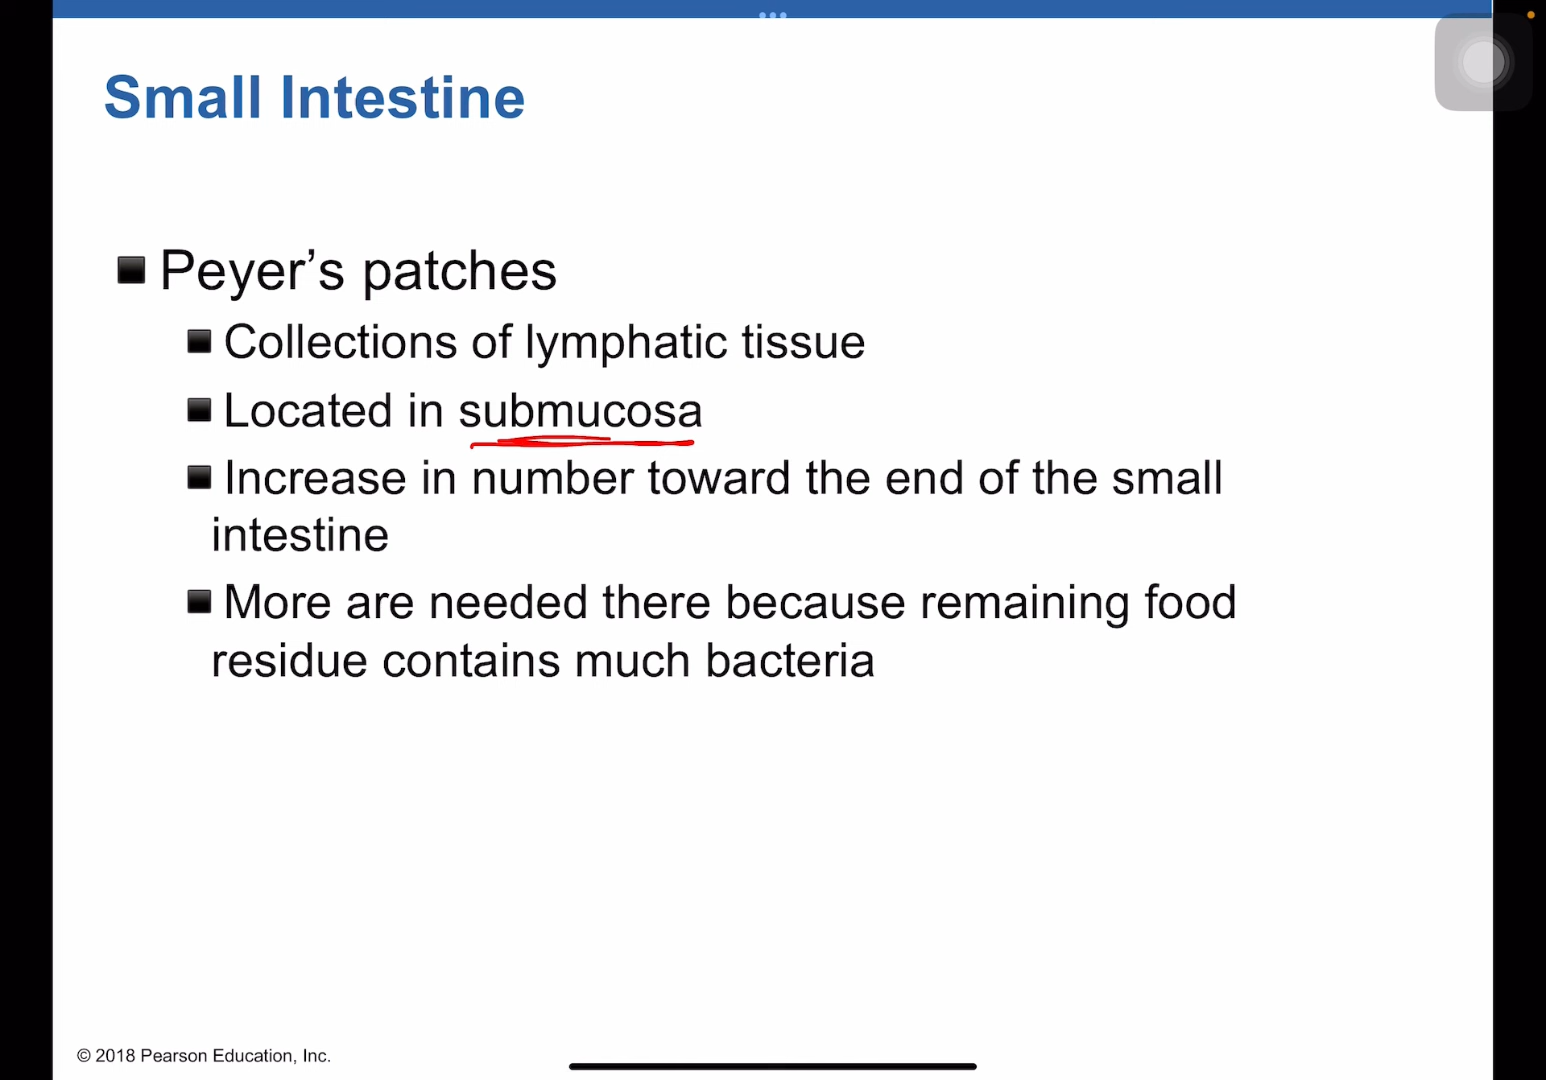 Small Intestine
Peyer’s patches
Collections of lymphatic tissue
Located in submucosa
Increase in number toward the end of the small
intestine
More are needed there because remaining food
residue contains much bacteria
© 2018 Pearson Education, Inc.